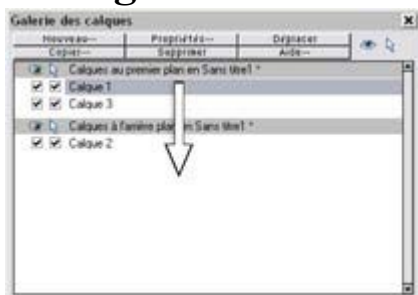 Galerie des calques
Nouveau--- Propriétés--- Déplacer
Copier--- Supprimer Aide---
Calques au premier plan en Sans titre1 *
Calque 1
Calque 3
Calques à l'arrière plan en Sans titre1 *
Calque 2